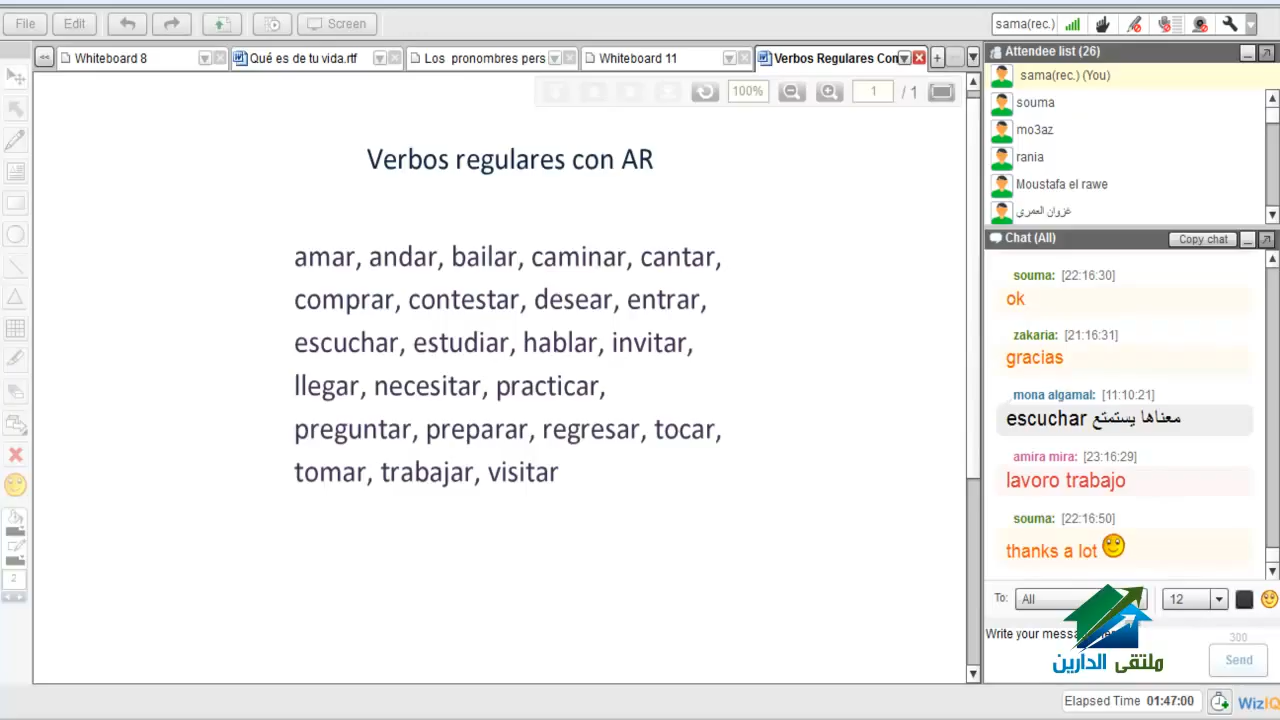 File Edit Screen
sama(rec.)
Whiteboard 8
Qué es de tu vida.rtf
Los pronombres pers
Whiteboard 11
Verbos Regulares Con
100%
1 / 1
Verbos regulares con AR
amar, andar, bailar, caminar, cantar,
comprar, contestar, desear, entrar,
escuchar, estudiar, hablar, invitar,
llegar, necesitar, practicar,
preguntar, preparar, regresar, tocar,
tomar, trabajar, visitar
2
Attendee list (26)
sama(rec.) (You)
souma
mo3az
rania
Moustafa el rawe
غزوان العمري
Chat (All)
Copy chat
souma: [22:16:30]
ok
zakaria: [21:16:31]
gracias
mona algamal: [11:10:21]
escuchar معناها يستمتع
amira mira: [23:16:29]
lavoro trabajo
souma: [22:16:50]
thanks a lot
To: All 12
Write your mess
300
Send
ملتقى الدارين
Elapsed Time 01:47:00
WizIQ